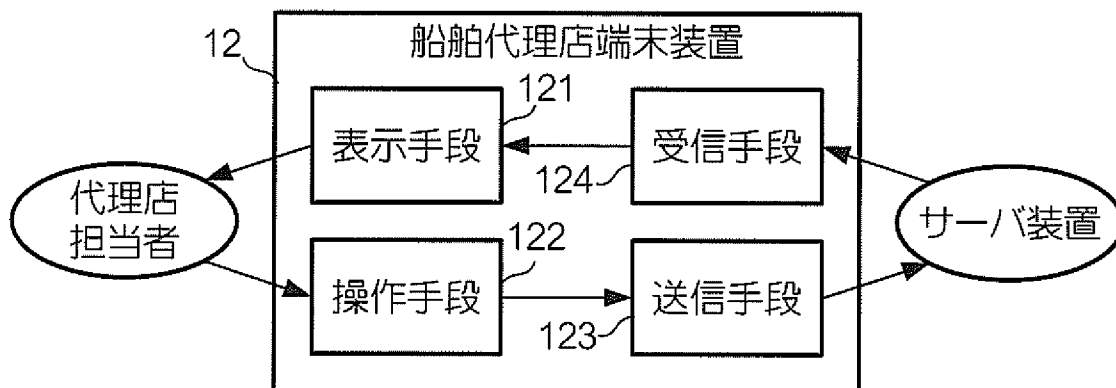 船舶代理店端末装置
12
121
表示手段
受信手段
124
代理店
担当者
サーバ装置
122
操作手段
送信手段
123